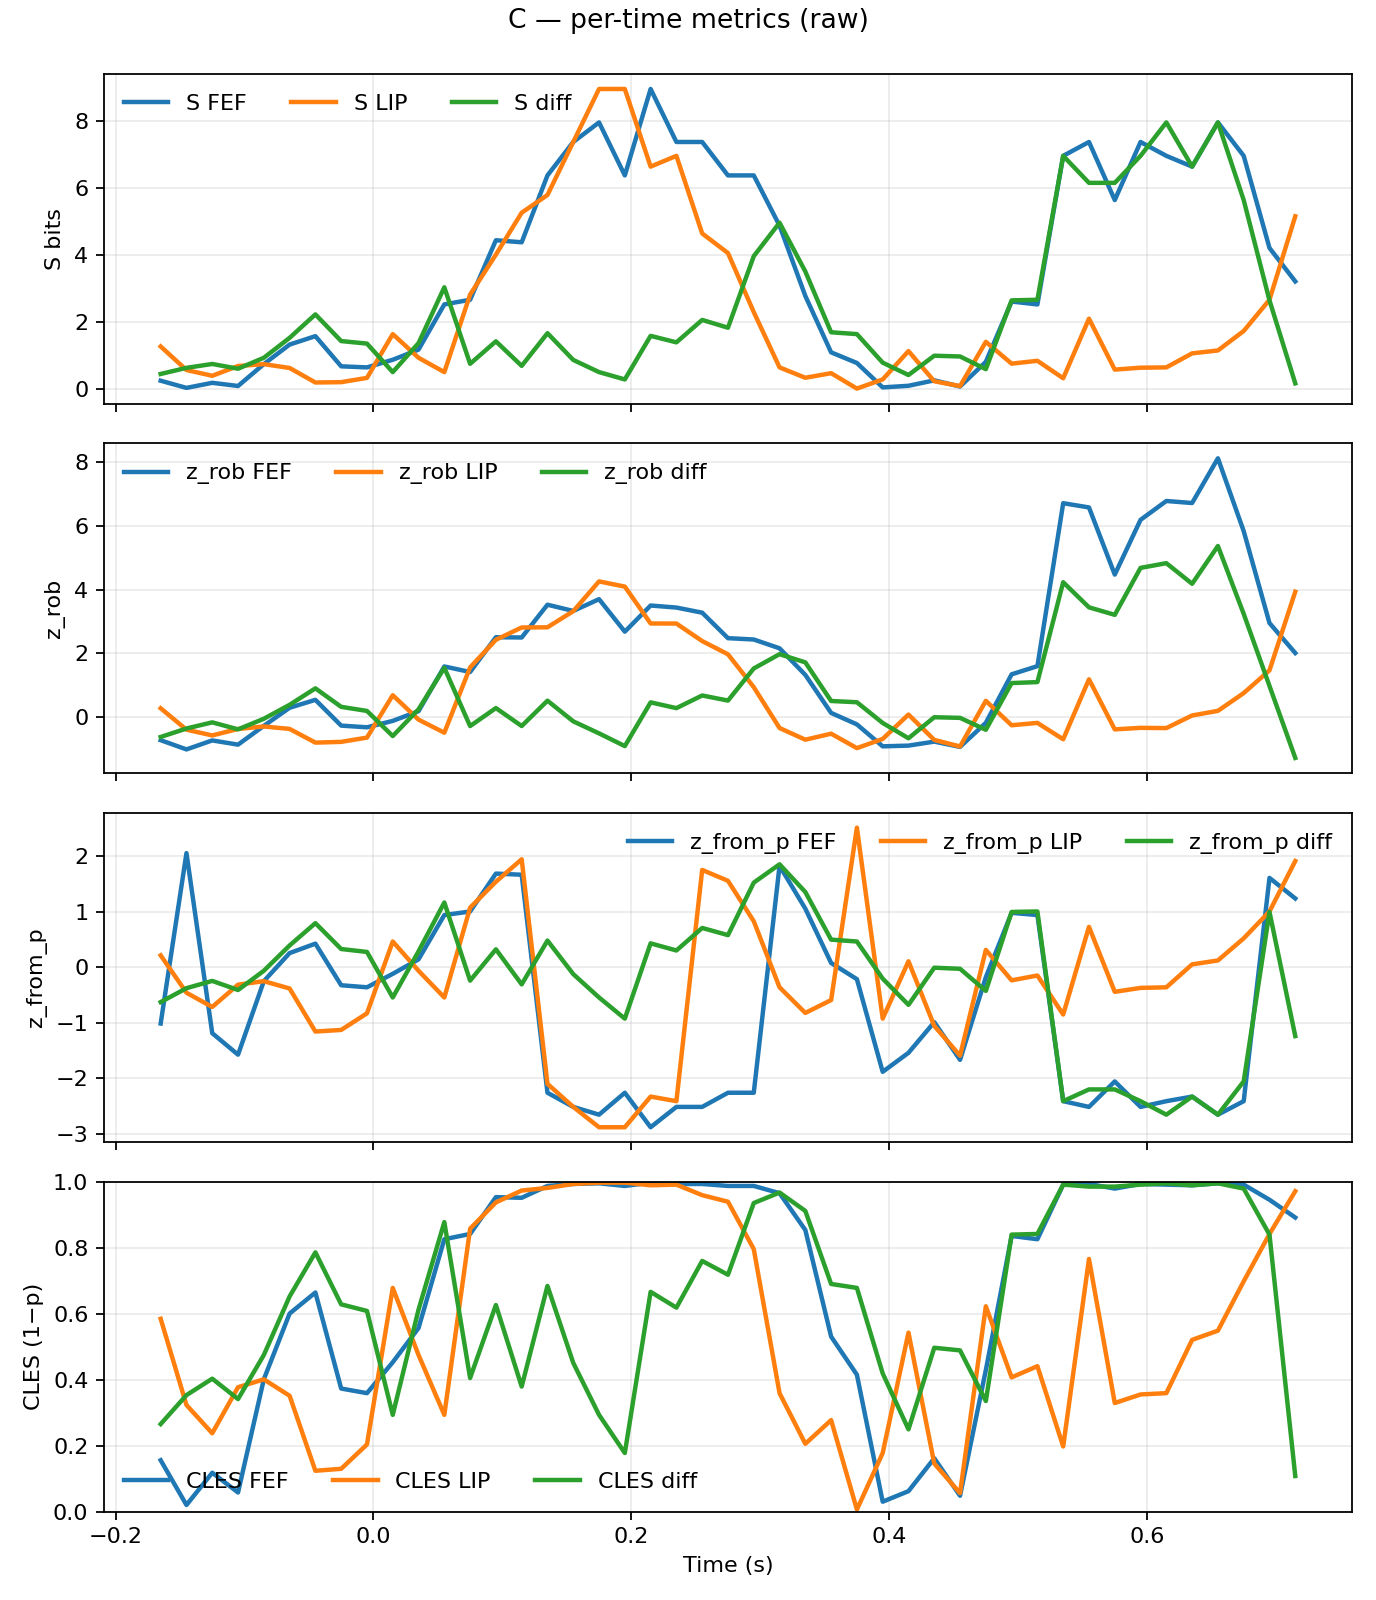 C — per-time metrics (raw)
S FEF S LIP S diff
8
6
4
2
0
S bits
z_rob FEF z_rob LIP z_rob diff
8
6
4
2
0
z_rob
z_from_p FEF z_from_p LIP z_from_p diff
2
1
0
−1
−2
−3
z_from_p
1.0
0.8
0.6
0.4
0.2
0.0
CLES (1−p)
CLES FEF CLES LIP CLES diff
−0.2 0.0 0.2 0.4 0.6
Time (s)